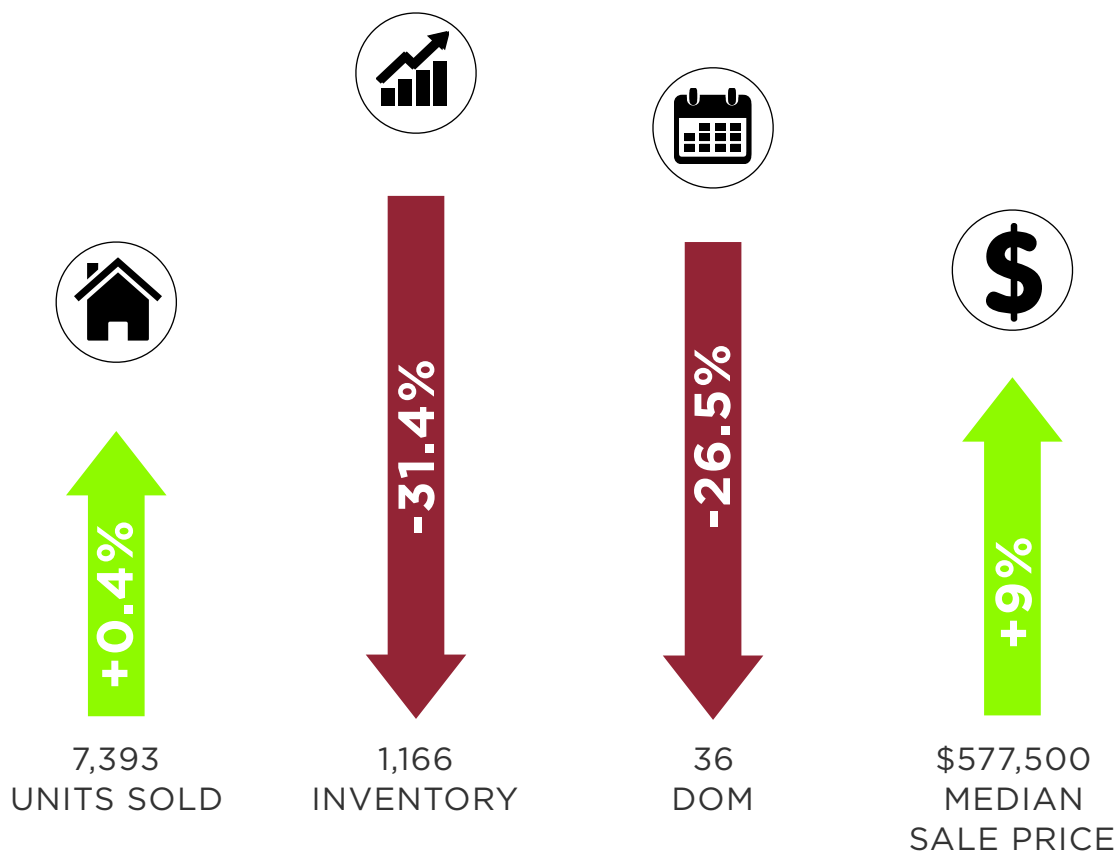 +0.4%
7,393
UNITS SOLD
-31.4%
1,166
INVENTORY
-26.5%
36
DOM
$
+9%
$577,500
MEDIAN
SALE PRICE